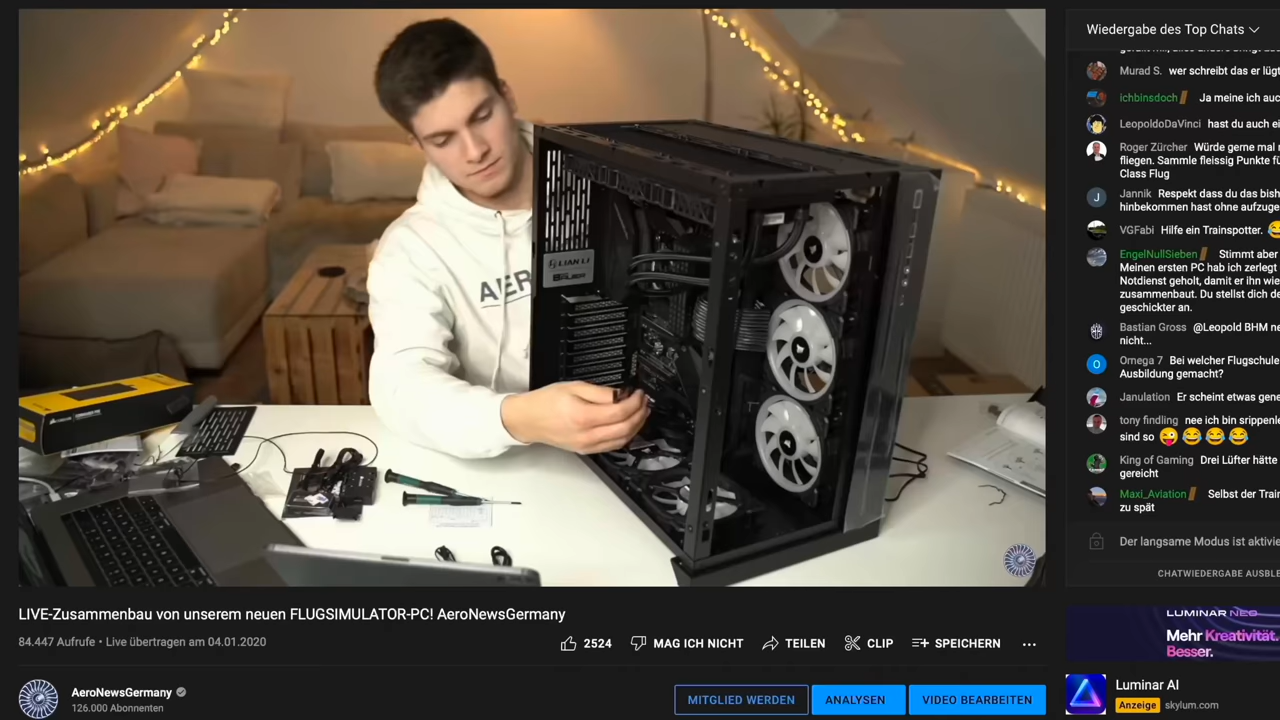 Wiedergabe des Top Chats
Murad S. wer schreibt das er lügt
ichbinsdoch Ja meine ich auc
LeopoldoDaVinci hast du auch ei
Roger Zürcher Würde gerne mal
fliegen. Sammle fleissig Punkte fü
Class Flug
J
Jannik Respekt dass du das bish
hinbekommen hast ohne aufzuge
VGFabi Hilfe ein Trainspotter.
EngelNullSieben Stimmt aber
Meinen ersten PC hab ich zerlegt
Notdienst geholt, damit er ihn wie
zusammenbaut. Du stellst dich de
geschickter an.
Bastian Gross @Leopold BHM n
nicht...
O
Omega 7 Bei welcher Flugschule
Ausbildung gemacht?
Janulation Er scheint etwas gene
tony findling nee ich bin srippenle
sind so
King of Gaming Drei Lüfter hätte
gereicht
Maxi_Aviation Selbst der Train
zu spät
Der langsame Modus ist aktivie
CHATWIEDERGABE AUSBLE
LIAN LI
AER
LIVE-Zusammenbau von unserem neuen FLUGSIMULATOR-PC! AeroNewsGermany
84.447 Aufrufe • Live übertragen am 04.01.2020
2524
MAG ICH NICHT
TEILEN
CLIP
SPEICHERN
AeroNewsGermany
126.000 Abonnenten
MITGLIED WERDEN
ANALYSEN
VIDEO BEARBEITEN
LUMINAR NEO
Mehr Kreativität.
Besser.
Luminar AI
Anzeige skylum.com